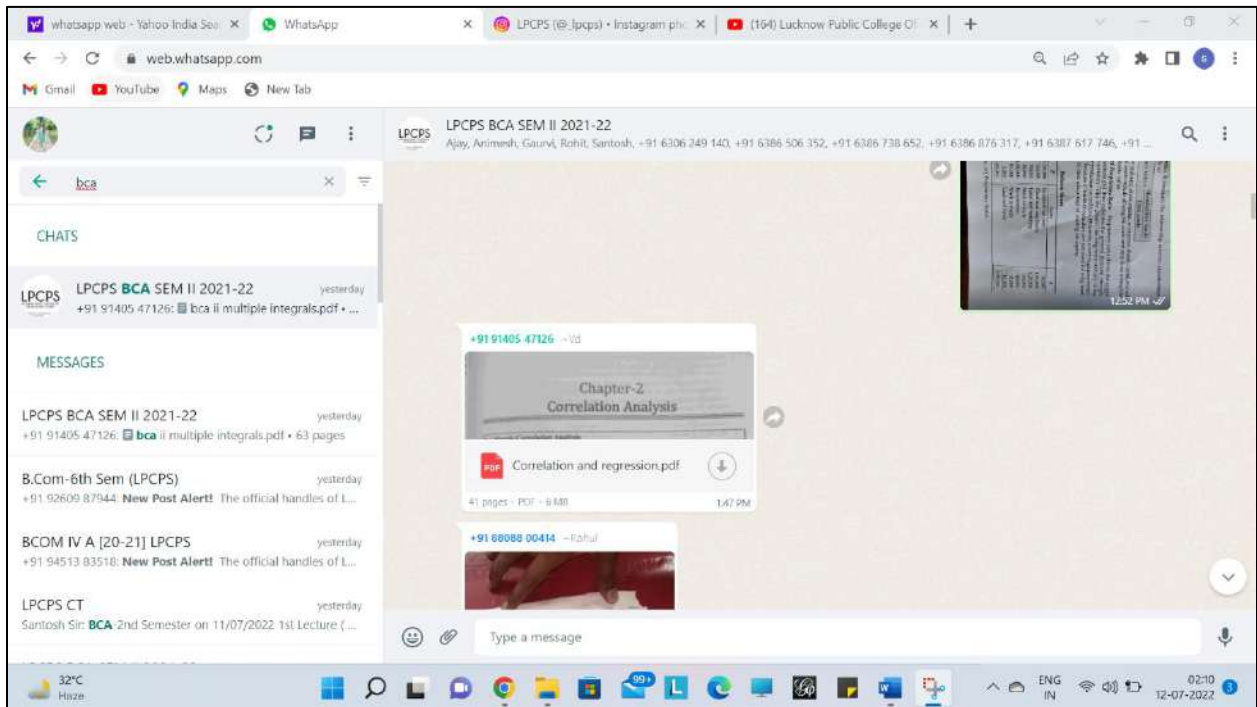 whatsapp web - Yahoo India Sea
WhatsApp
LPCPS (@_lpcps) • Instagram pho
(164) Lucknow Public College Of
web.whatsapp.com
S
Gmail
YouTube
Maps
New Tab
LPCPS
LPCPS BCA SEM II 2021-22
Ajay, Animesh, Gaurvi, Rohit, Santosh, +91 6306 249 140, +91 6386 506 352, +91 6386 738 652, +91 6386 876 317, +91 6387 617 746, +91 ...
bca
CHATS
LPCPS
LPCPS BCA SEM II 2021-22
yesterday
+91 91405 47126: bca ii multiple integrals.pdf • ...
MESSAGES
LPCPS BCA SEM II 2021-22
yesterday
+91 91405 47126: bca ii multiple integrals.pdf • 63 pages
B.Com-6th Sem (LPCPS)
yesterday
+91 92609 87944: New Post Alert! The official handles of L...
BCOM IV A [20-21] LPCPS
yesterday
+91 94513 83518: New Post Alert! The official handles of L...
LPCPS CT
yesterday
Santosh Sir: BCA-2nd Semester on 11/07/2022 1st Lecture (...
12:52 PM
+91 91405 47126 ~Vd
Chapter-2
Correlation Analysis
PDF
Correlation and regression.pdf
41 pages • PDF • 6 MB
1:47 PM
+91 88088 00414 ~Rahul
Type a message
32°C
Haze
99+
L
ENG
IN
02:10
12-07-2022
3